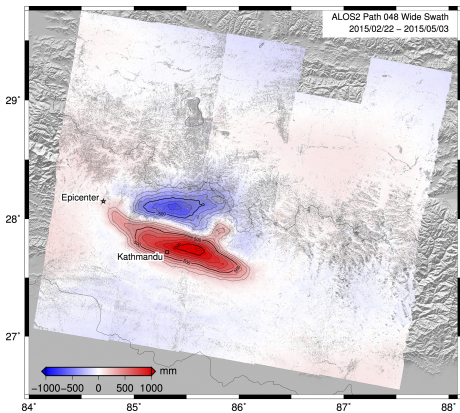 ALOS2 Path 048 Wide Swath
2015/02/22 – 2015/05/03
29˚
Epicenter
28˚
Kathmandu
27˚
mm
−1000 −500 0 500 1000
84˚ 85˚ 86˚ 87˚ 88˚